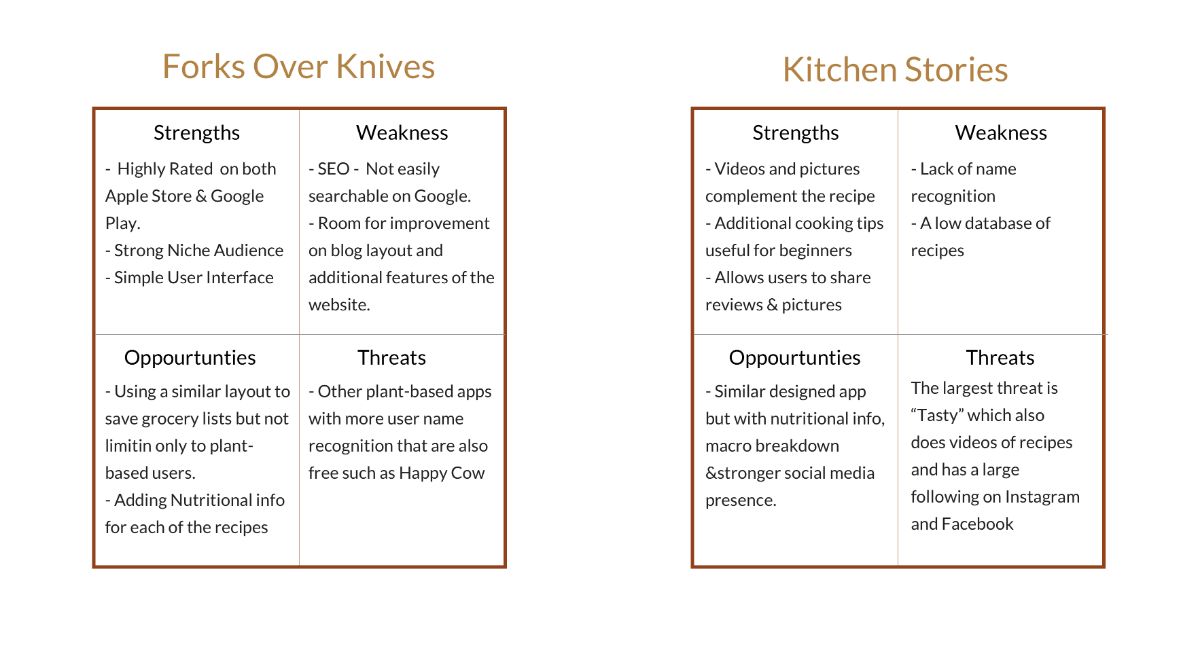 Forks Over Knives
Strengths
- Highly Rated on both
Apple Store & Google
Play.
- Strong Niche Audience
- Simple User Interface
Weakness
- SEO - Not easily
searchable on Google.
- Room for improvement
on blog layout and
additional features of the
website.
Oppourtunties
- Using a similar layout to
save grocery lists but not
limitin only to plant-
based users.
- Adding Nutritional info
for each of the recipes
Threats
- Other plant-based apps
with more user name
recognition that are also
free such as Happy Cow
Kitchen Stories
Strengths
- Videos and pictures
complement the recipe
- Additional cooking tips
useful for beginners
- Allows users to share
reviews & pictures
Weakness
- Lack of name
recognition
- A low database of
recipes
Oppourtunties
- Similar designed app
but with nutritional info,
macro breakdown
&stronger social media
presence.
Threats
The largest threat is
“Tasty” which also
does videos of recipes
and has a large
following on Instagram
and Facebook